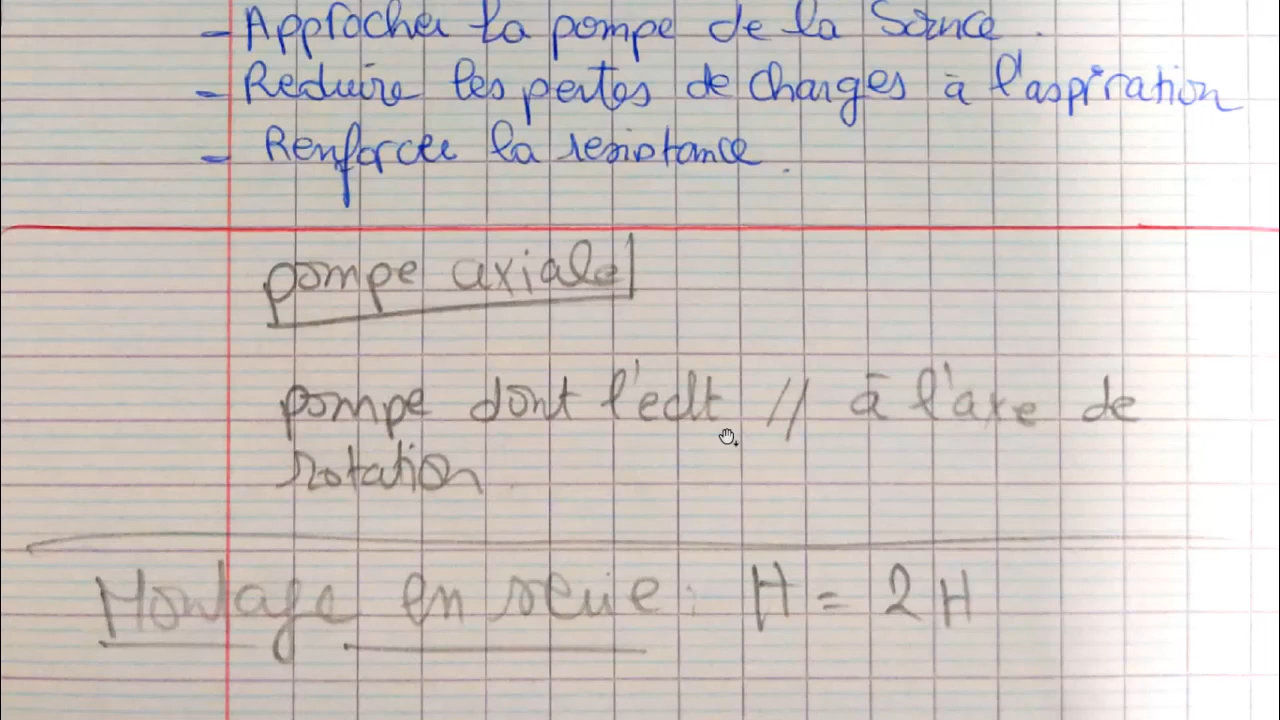 - Approcher la pompe de la Source.
- Reduire les pertes de charges à l'aspiration
- Renforcer la resistance.
pompe axiale
pompe dont l'eclt // à l'axe de
rotation
Montage en serie : H = 2H